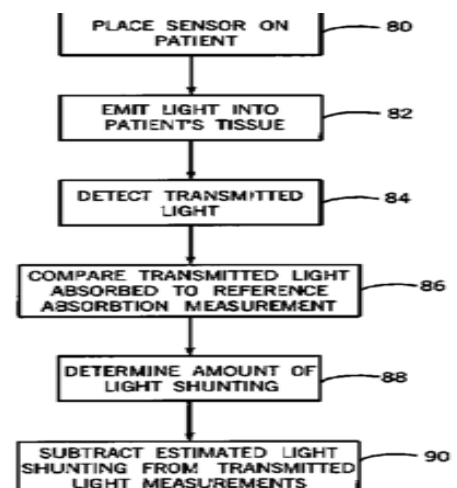 PLACE SENSOR ON
PATIENT
80
EMIT LIGHT INTO
PATIENT'S TISSUE
82
DETECT TRANSMITTED
LIGHT
84
COMPARE TRANSMITTED LIGHT
ABSORBED TO REFERENCE
ABSORBTION MEASUREMENT
86
DETERMINE AMOUNT OF
LIGHT SHUNTING
88
SUBTRACT ESTIMATED LIGHT
SHUNTING FROM TRANSMITTED
LIGHT MEASUREMENTS
90